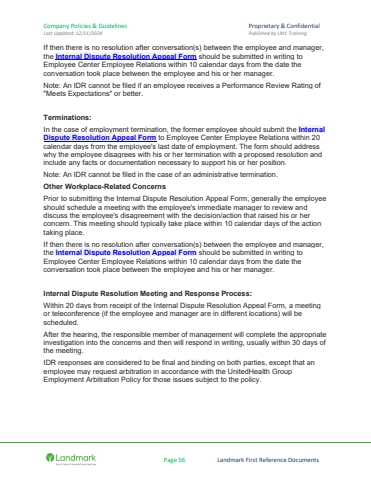 Company Policies & Guidelines
Proprietary & Confidential
Last Updated: 12/11/2024
Published by LMS Training
If then there is no resolution after conversation(s) between the employee and manager,
the Internal Dispute Resolution Appeal Form should be submitted in writing to
Employee Center Employee Relations within 10 calendar days from the date the
conversation took place between the employee and his or her manager.
Note: An IDR cannot be filed if an employee receives a Performance Review Rating of
"Meets Expectations" or better.
Terminations:
In the case of employment termination, the former employee should submit the Internal
Dispute Resolution Appeal Form to Employee Center Employee Relations within 20
calendar days from the employee's last date of employment. The form should address
why the employee disagrees with his or her termination with a proposed resolution and
include any facts or documentation necessary to support his or her position.
Note: An IDR cannot be filed in the case of an administrative termination.
Other Workplace-Related Concerns
Prior to submitting the Internal Dispute Resolution Appeal Form, generally the employee
should schedule a meeting with the employee's immediate manager to review and
discuss the employee's disagreement with the decision/action that raised his or her
concern. This meeting should typically take place within 10 calendar days of the action
taking place.
If then there is no resolution after conversation(s) between the employee and manager,
the Internal Dispute Resolution Appeal Form should be submitted in writing to
Employee Center Employee Relations within 10 calendar days from the date the
conversation took place between the employee and his or her manager.
Internal Dispute Resolution Meeting and Response Process:
Within 20 days from receipt of the Internal Dispute Resolution Appeal Form, a meeting
or teleconference (if the employee and manager are in different locations) will be
scheduled.
After the hearing, the responsible member of management will complete the appropriate
investigation into the concerns and then will respond in writing, usually within 30 days of
the meeting.
IDR responses are considered to be final and binding on both parties, except that an
employee may request arbitration in accordance with the UnitedHealth Group
Employment Arbitration Policy for those issues subject to the policy.
Landmark
Page 56
Landmark First Reference Documents